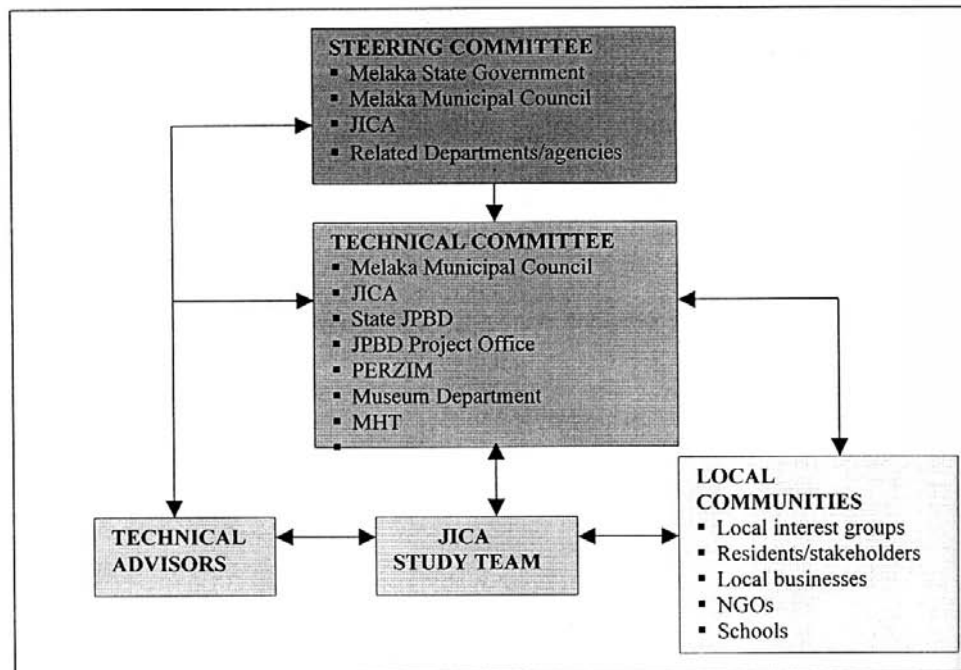 STEERING COMMITTEE
▪ Melaka State Government
▪ Melaka Municipal Council
▪ JICA
▪ Related Departments/agencies
TECHNICAL COMMITTEE
▪ Melaka Municipal Council
▪ JICA
▪ State JPBD
▪ JPBD Project Office
▪ PERZIM
▪ Museum Department
▪ MHT
▪
TECHNICAL
ADVISORS
JICA
STUDY TEAM
LOCAL
COMMUNITIES
▪ Local interest groups
▪ Residents/stakeholders
▪ Local businesses
▪ NGOs
▪ Schools